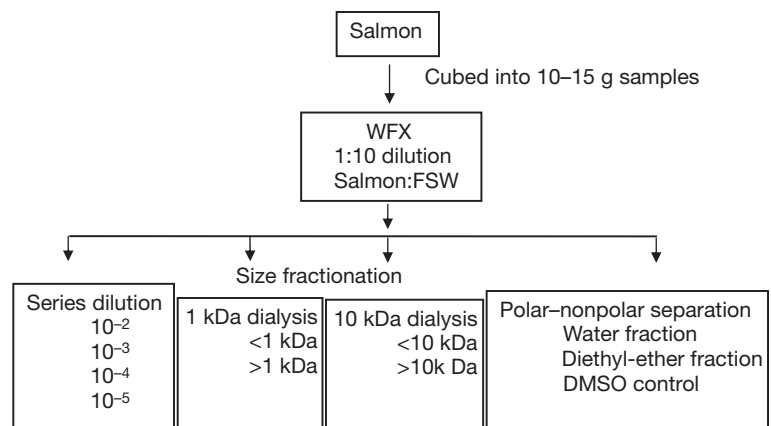 Salmon
Cubed into 10–15 g samples
WFX
1:10 dilution
Salmon:FSW
Size fractionation
Series dilution
10⁻²
10⁻³
10⁻⁴
10⁻⁵
1 kDa dialysis
<1 kDa
>1 kDa
10 kDa dialysis
<10 kDa
>10k Da
Polar–nonpolar separation
Water fraction
Diethyl-ether fraction
DMSO control